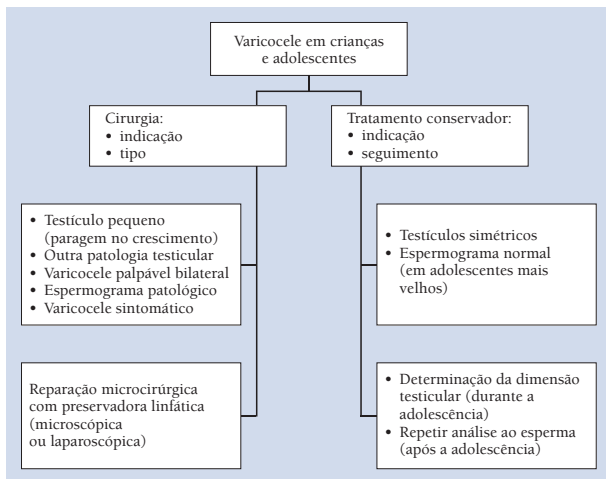 Varicocele em crianças
e adolescentes
Cirurgia:
• indicação
• tipo
Tratamento conservador:
• indicação
• seguimento
• Testículo pequeno
(paragem no crescimento)
• Outra patologia testicular
• Varicocele palpável bilateral
• Espermograma patológico
• Varicocele sintomático
• Testículos simétricos
• Espermograma normal
(em adolescentes mais
velhos)
Reparação microcirúrgica
com preservadora linfática
(microscópica
ou laparoscópica)
• Determinação da dimensão
testicular (durante a
adolescência)
• Repetir análise ao esperma
(após a adolescência)